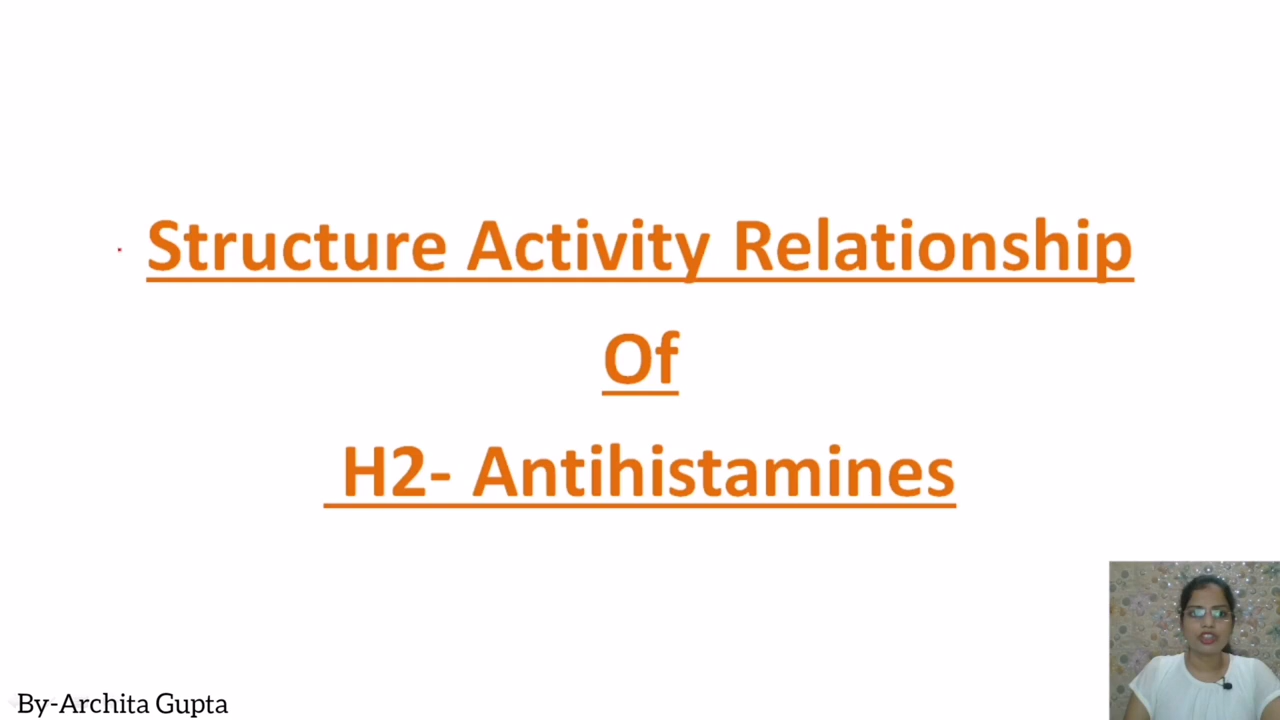 Structure Activity Relationship
Of
H2- Antihistamines
By-Archita Gupta